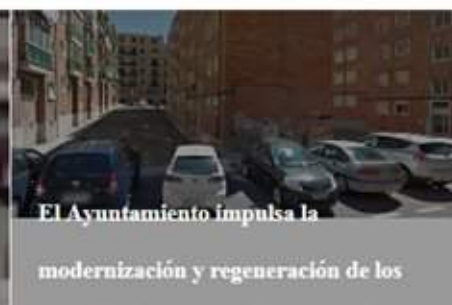 El Ayuntamiento impulsa la
modernización y regeneración de los